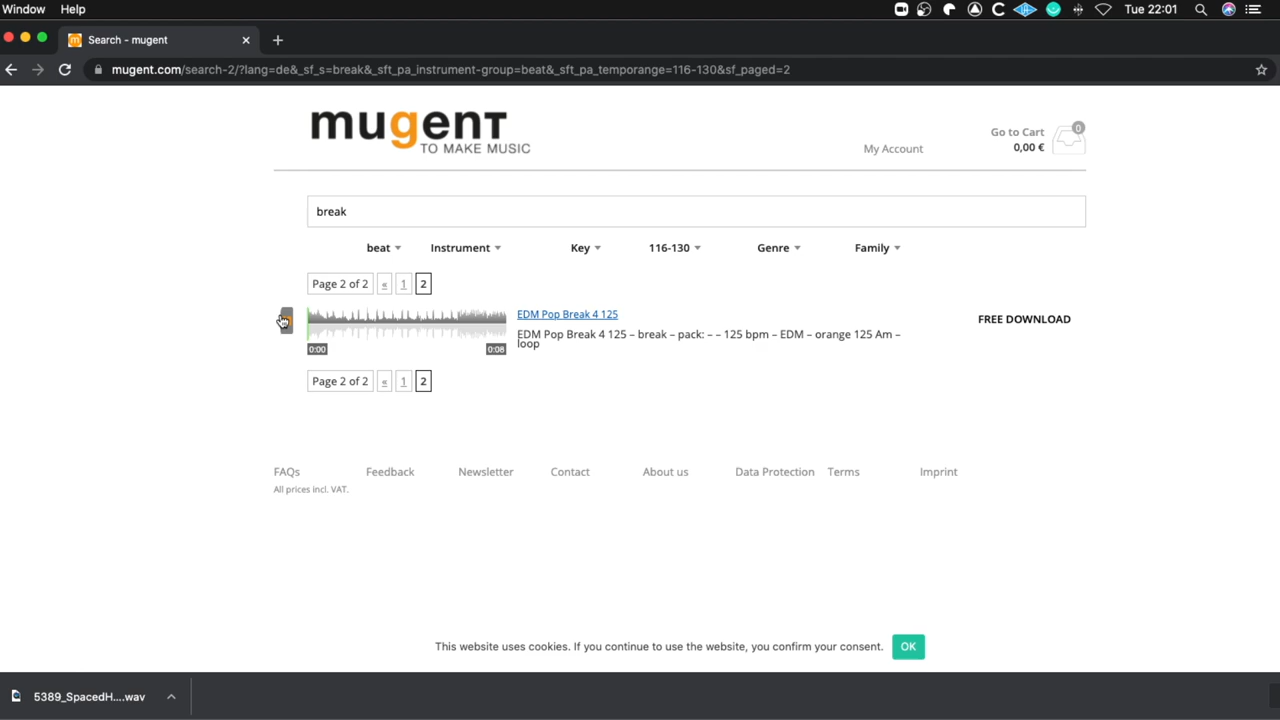 Window Help
Tue 22:01
Search - mugent
mugent.com/search-2/?lang=de&_sf_s=break&_sft_pa_instrument-group=beat&_sft_pa_temporange=116-130&sf_paged=2
mugent
TO MAKE MUSIC
My Account
Go to Cart
0
0,00 €
break
beat Instrument Key 116-130 Genre Family
Page 2 of 2 « 1 2
EDM Pop Break 4 125
EDM Pop Break 4 125 – break – pack: – – 125 bpm – EDM – orange 125 Am –
loop
FREE DOWNLOAD
0:00 0:08
Page 2 of 2 « 1 2
FAQs Feedback Newsletter Contact About us Data Protection Terms Imprint
All prices incl. VAT.
This website uses cookies. If you continue to use the website, you confirm your consent. OK
5389_SpacedH....wav